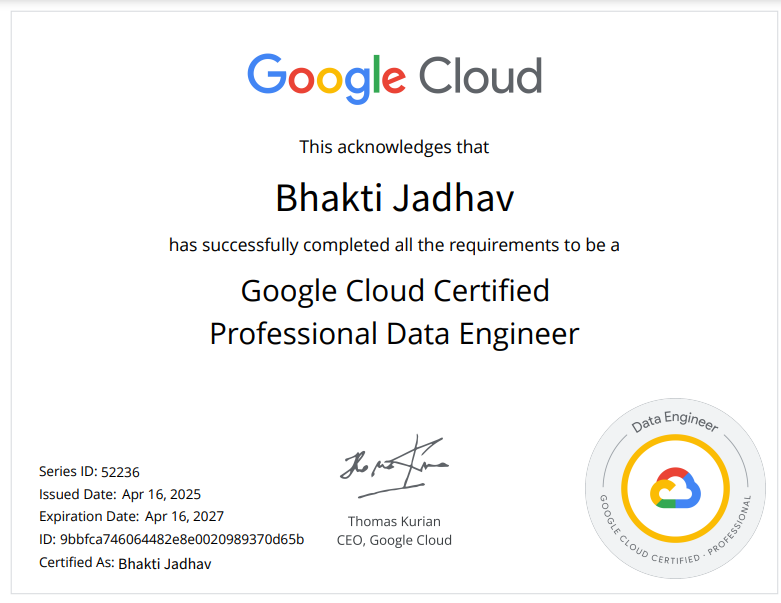 Google Cloud
This acknowledges that
Bhakti Jadhav
has successfully completed all the requirements to be a
Google Cloud Certified
Professional Data Engineer
Series ID: 52236
Issued Date: Apr 16, 2025
Expiration Date: Apr 16, 2027
ID: 9bbfca746064482e8e0020989370d65b
Certified As: Bhakti Jadhav
Thomas Kurian
CEO, Google Cloud
Data Engineer
GOOGLE CLOUD CERTIFIED · PROFESSIONAL